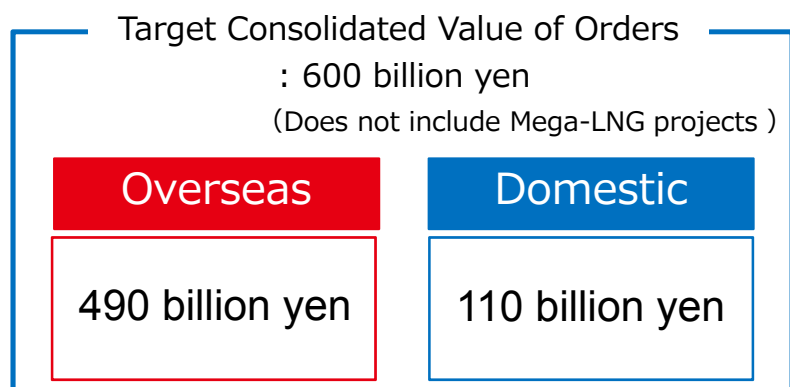 Target Consolidated Value of Orders
: 600 billion yen
（Does not include Mega-LNG projects ）
Overseas
Domestic
490 billion yen
110 billion yen